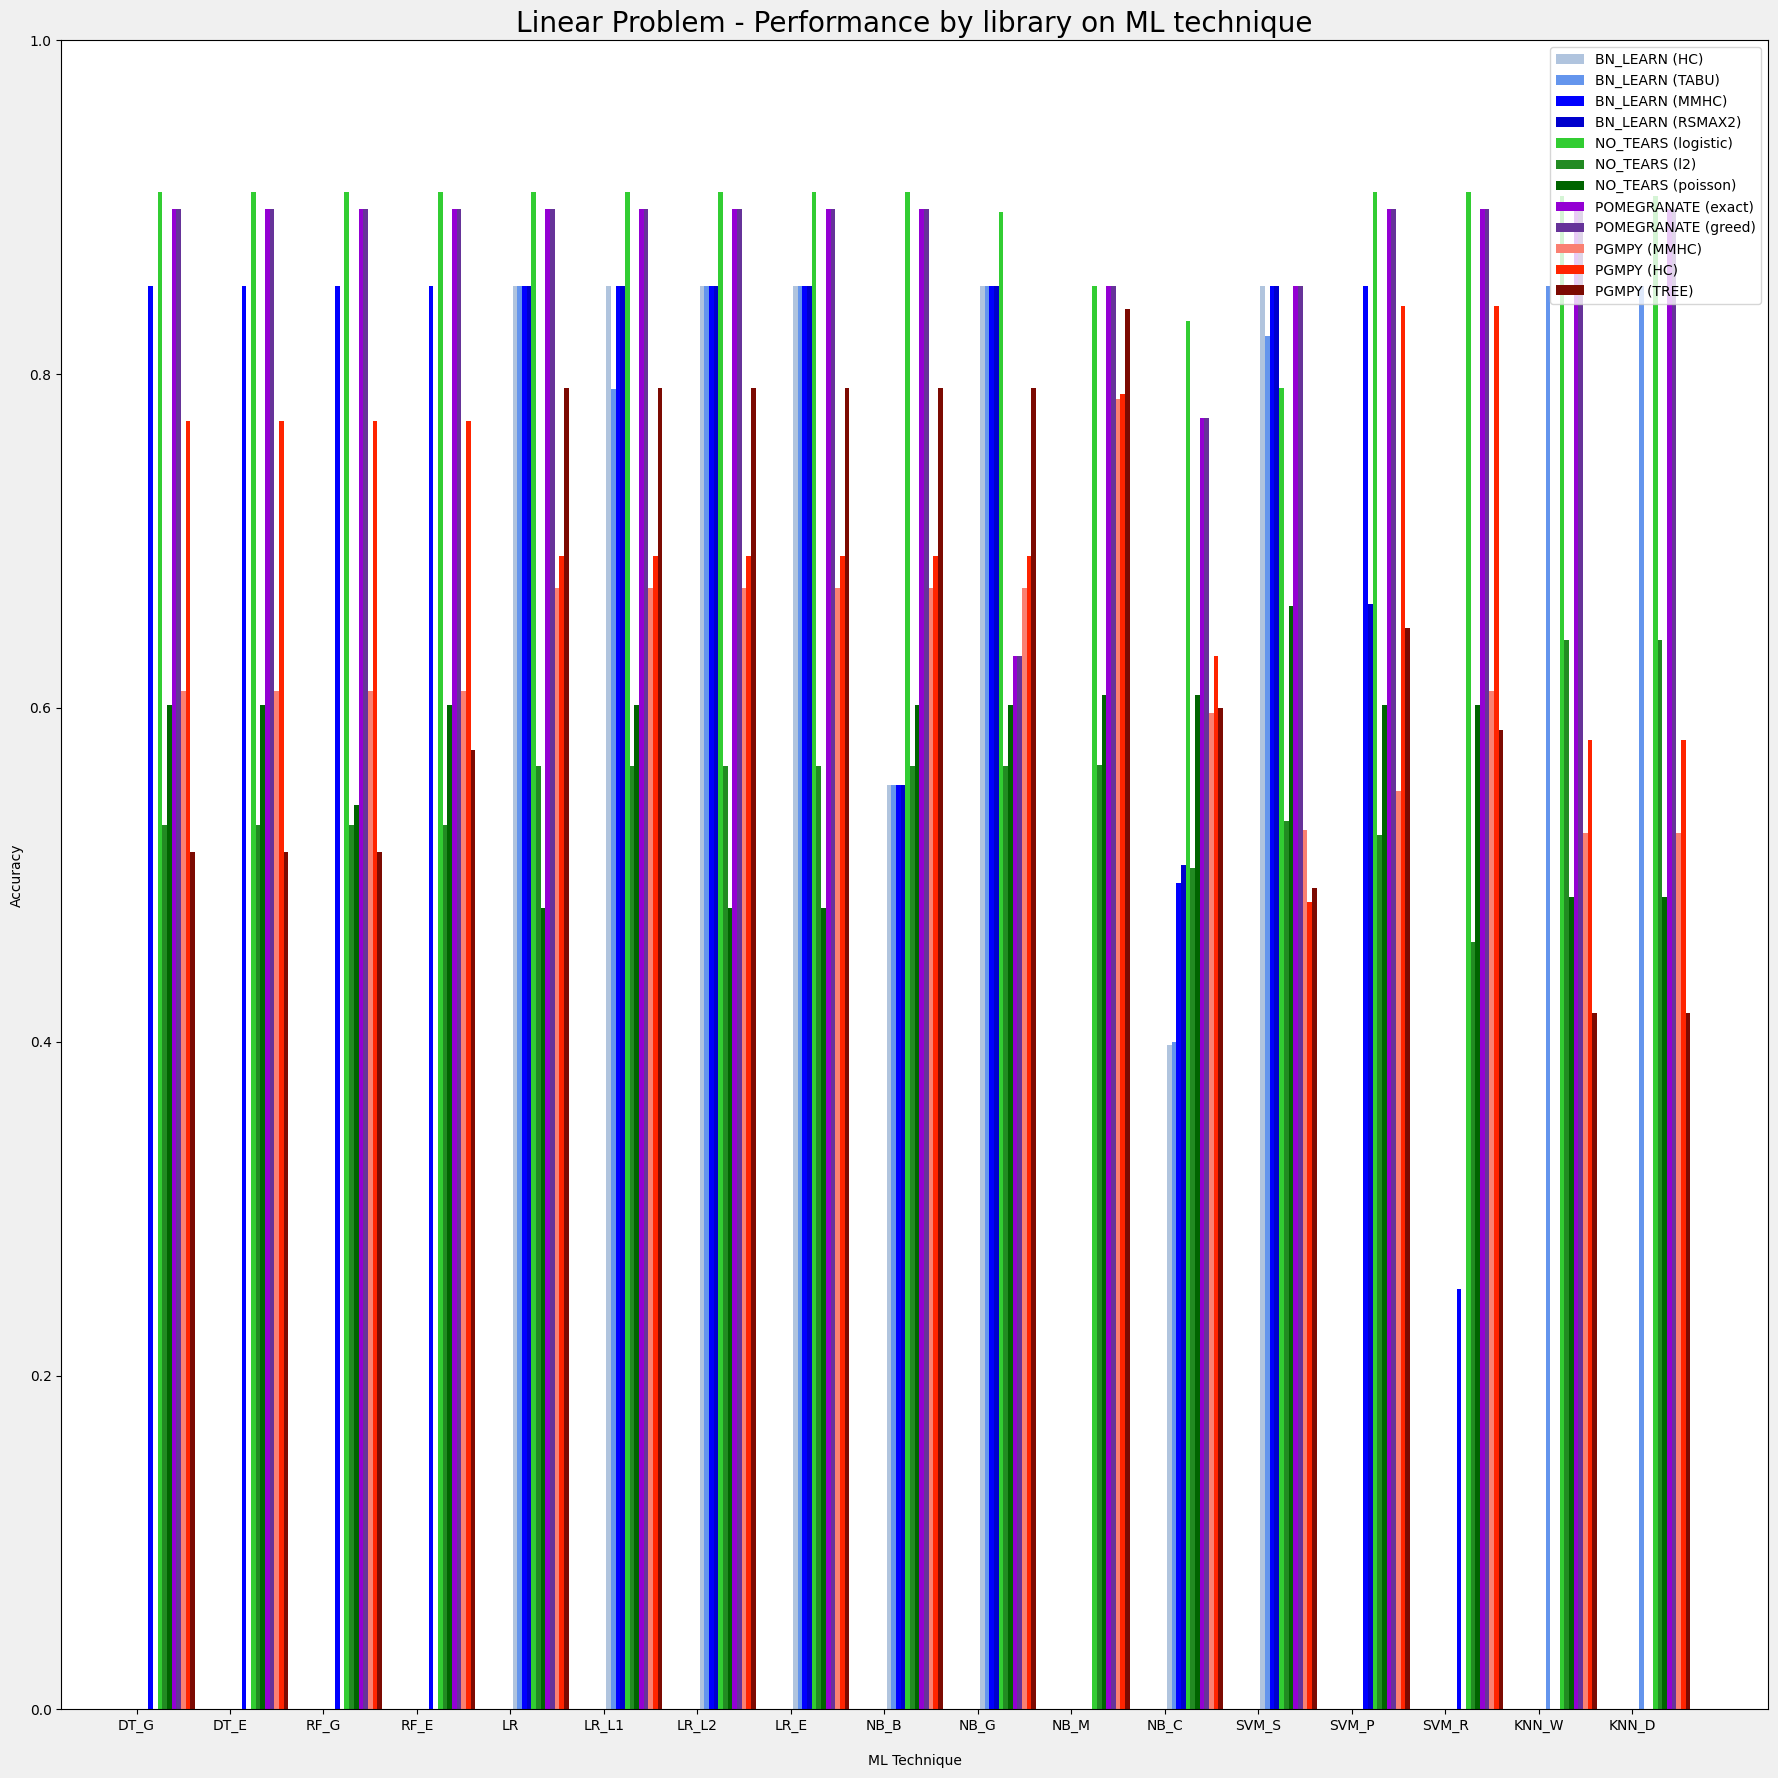 Linear Problem - Performance by library on ML technique
1.0
0.8
0.6
0.4
0.2
0.0
Accuracy
BN_LEARN (HC)
BN_LEARN (TABU)
BN_LEARN (MMHC)
BN_LEARN (RSMAX2)
NO_TEARS (logistic)
NO_TEARS (l2)
NO_TEARS (poisson)
POMEGRANATE (exact)
POMEGRANATE (greed)
PGMPY (MMHC)
PGMPY (HC)
PGMPY (TREE)
DT_G DT_E RF_G RF_E LR LR_L1 LR_L2 LR_E NB_B NB_G NB_M NB_C SVM_S SVM_P SVM_R KNN_W KNN_D
ML Technique